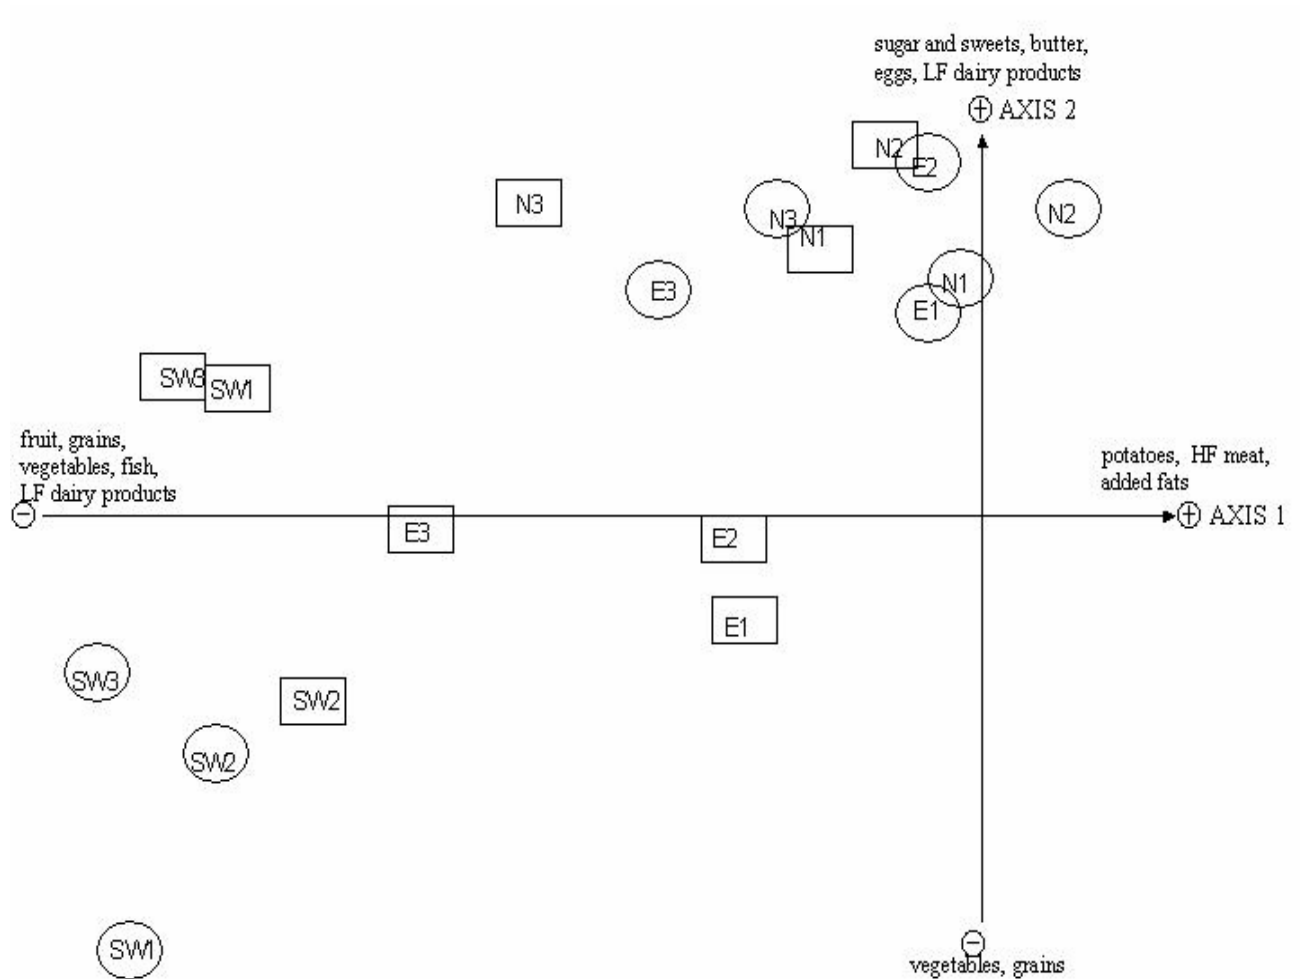 sugar and sweets, butter,
eggs, LF dairy products
+ AXIS 2
N2
E2
N3
N3
N1
N2
E3
N1
E1
SW3
SW1
fruit, grains,
vegetables, fish,
LF dairy products
−
potatoes, HF meat,
added fats
+ AXIS 1
E3
E2
E1
SW3
SW2
SW2
SW1
−
vegetables, grains